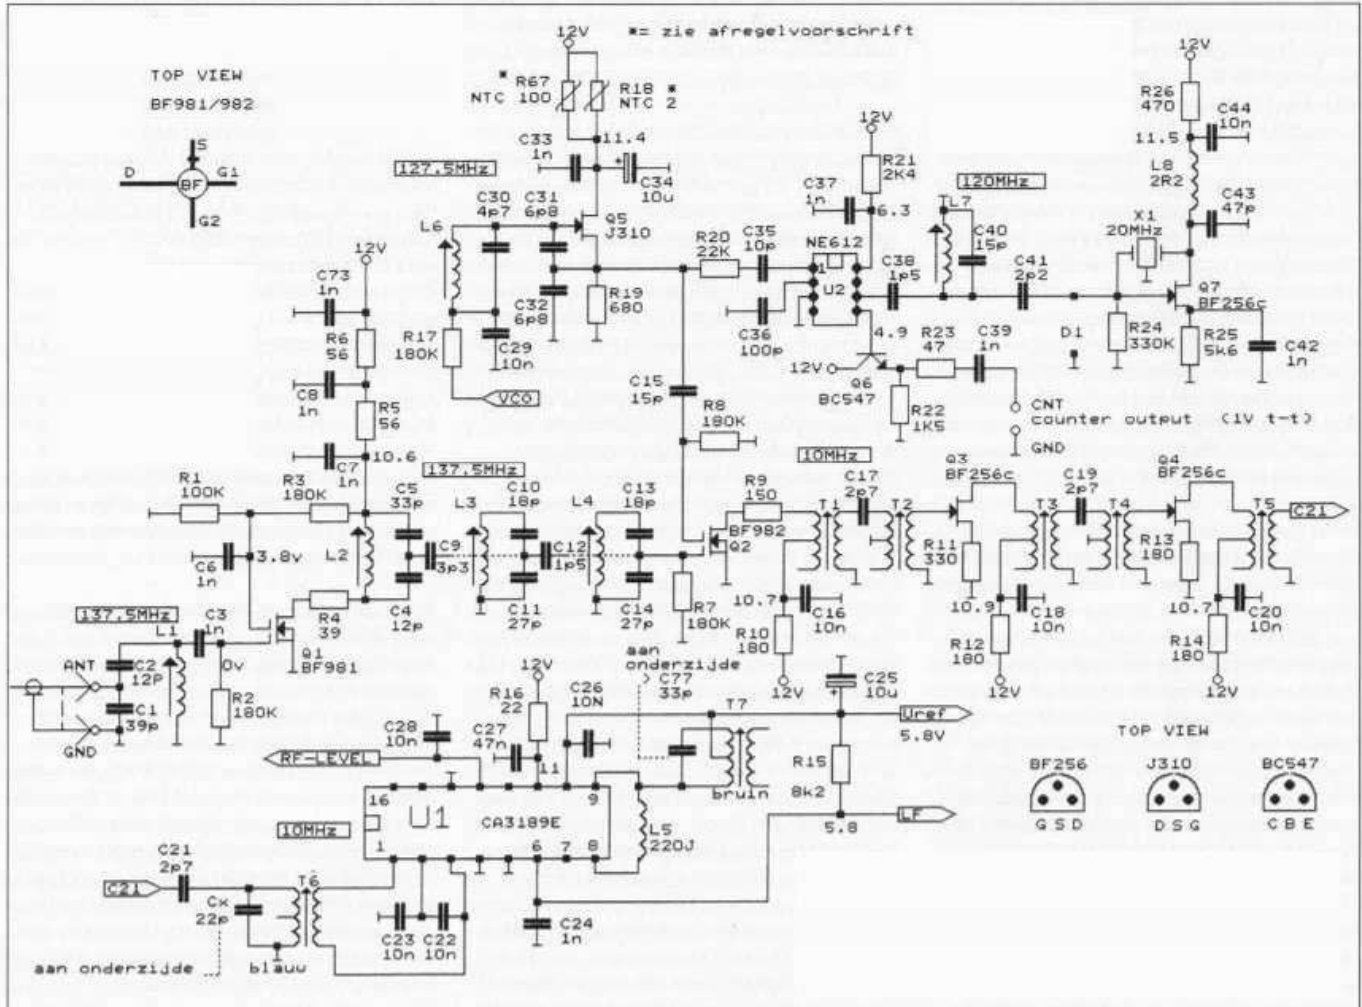 *= zie afregelvoorschrift
TOP VIEW
BF981/982
S
D
G1
BF
G2
12V
*
R67
NTC 100
R18 *
NTC 2
11.4
C33
1n
C34
10u
127.5MHz
C30
4p7
C31
6p8
Q5
J310
L6
12V
C73
1n
R6
56
C8
1n
R5
56
C7
1n
10.6
R17
180K
C32
6p8
C29
10n
R19
680
VCO
R20
22K
C35
10p
C36
100p
C37
1n
12V
R21
2K4
6.3
NE612
1
U2
C38
1p5
4.9
12V
Q6
BC547
R23
47
C39
1n
R22
1K5
CNT
counter output (1V t-t)
GND
120MHz
L7
C40
15p
C41
2p2
D1
12V
R26
470
C44
10n
11.5
L8
2R2
C43
47p
X1
20MHz
Q7
BF256c
R24
330K
R25
5k6
C42
1n
C15
15p
R8
180K
R1
100K
R3
180K
137.5MHz
C5
33p
L2
C9
3p3
C4
12p
L3
C10
18p
C11
27p
C12
1p5
L4
C13
18p
C14
27p
BF982
Q2
R7
180K
R9
150
10MHz
T1
C17
2p7
T2
Q3
BF256c
R11
330
T3
C19
2p7
T4
Q4
BF256c
R13
180
T5
C21
10.7
C16
10n
R10
180
12V
10.9
C18
10n
R12
180
12V
10.7
C20
10n
R14
180
12V
C6
1n
3.8v
137.5MHz
L1
C3
1n
0v
R4
39
Q1
BF981
ANT
C2
12P
C1
39p
GND
R2
180K
12V
R16
22
C26
10N
C27
47n
11
C28
10n
RF-LEVEL
aan
onderzijde
C77
33p
T7
bruin
C25
10u
Uref
5.8V
R15
8k2
5.8
LF
16
9
U1
CA3189E
1
6
7
8
L5
220J
10MHz
C21
C21
2p7
Cx
22p
T6
C23
10n
C22
10n
C24
1n
aan onderzijde
blauw
TOP VIEW
BF256
J310
BC547
G S D
D S G
C B E